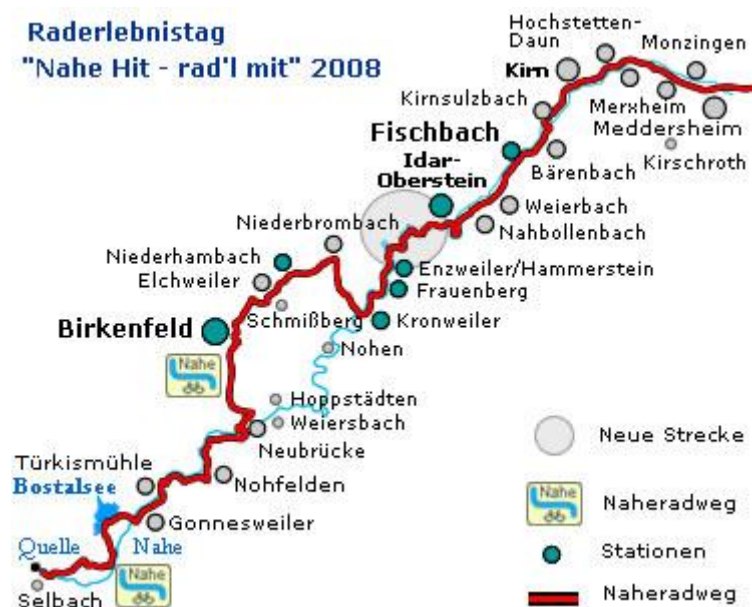 Raderlebnistag
"Nahe Hit - rad'l mit" 2008
Hochstetten-
Daun
Monzingen
Kirn
Kirnsulzbach
Merxheim
Meddersheim
Fischbach
Kirschroth
Bärenbach
Idar-
Oberstein
Weierbach
Niederbrombach
Nahbollenbach
Niederhambach
Elchweiler
Enzweiler/Hammerstein
Frauenberg
Schmißberg
Kronweiler
Birkenfeld
Nohen
Nahe
Hoppstädten
Weiersbach
Neubrücke
Neue Strecke
Türkismühle
Bostalsee
Nohfelden
Nahe
Naheradweg
Gonnesweiler
Quelle
Nahe
Stationen
Nahe
Selbach
Naheradweg